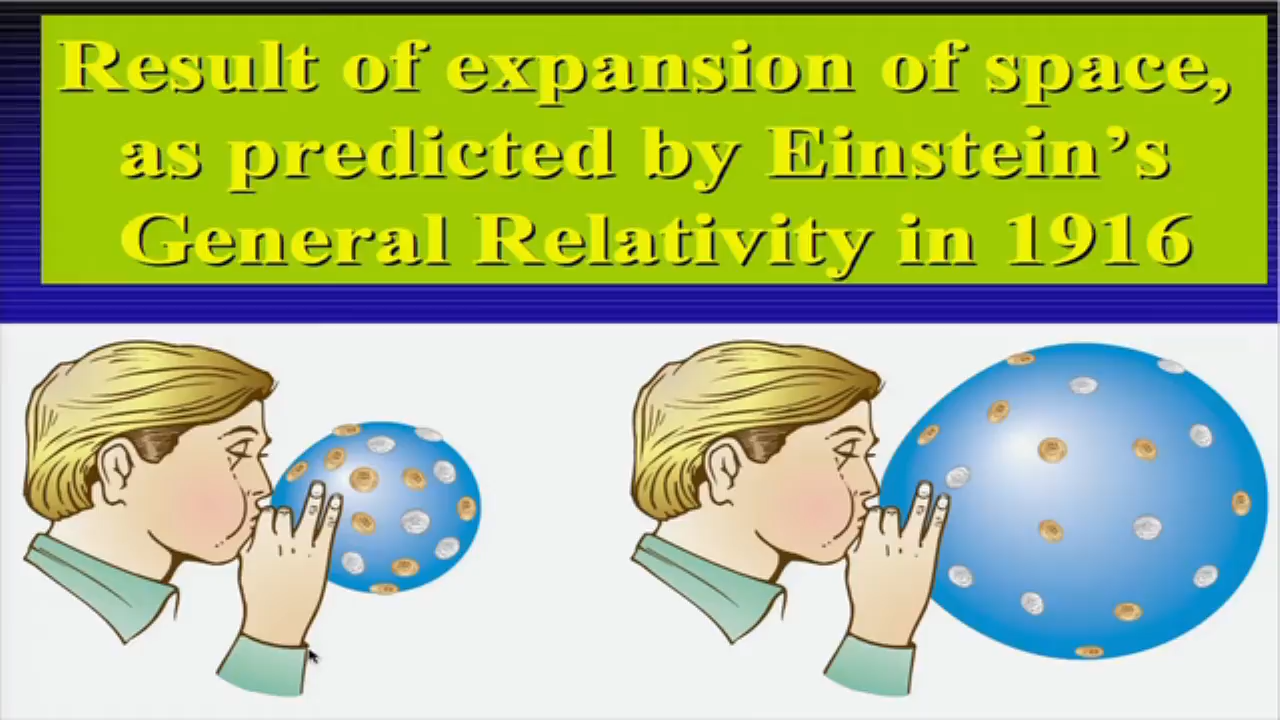 Result of expansion of space,
as predicted by Einstein’s
General Relativity in 1916